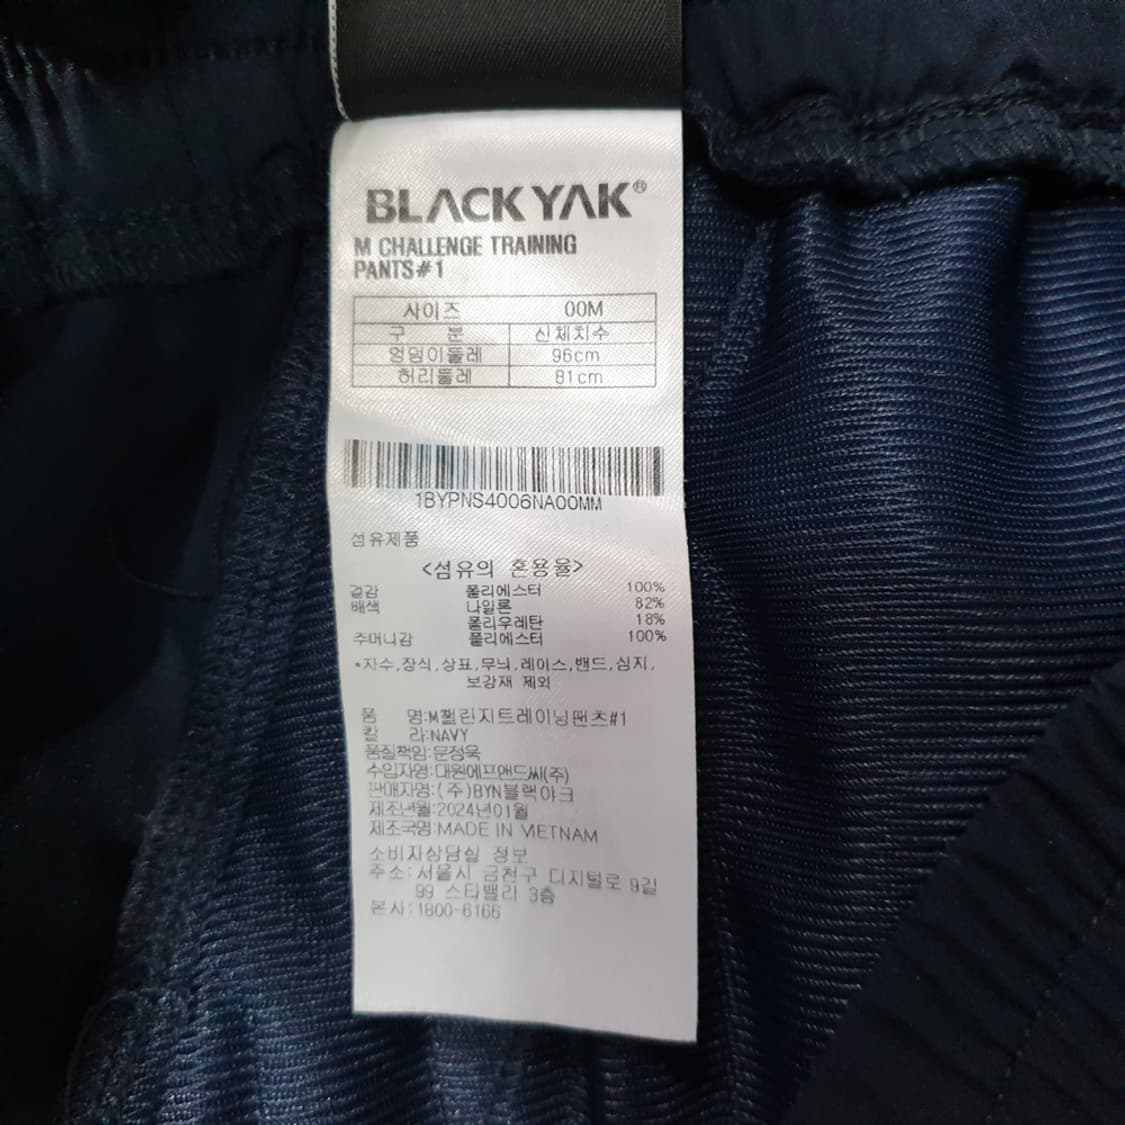 BLACKYAK®
M CHALLENGE TRAINING
PANTS#1
사이즈 00M
구 분 신체치수
엉덩이둘레 96cm
허리둘레 81cm
1BYPNS4006NA00MM
섬유제품
<섬유의 혼용율>
겉감 폴리에스터 100%
배색 나일론 82%
폴리우레탄 18%
주머니감 폴리에스터 100%
*자수,장식,상표,무늬,레이스,밴드,심지,
보강재 제외
품 명:M챌린지트레이닝팬츠#1
칼 라:NAVY
품질책임:문정욱
수입자명:대원에프앤드씨(주)
판매자명:(주)BYN블랙야크
제조년월:2024년01월
제조국명:MADE IN VIETNAM
소비자상담실 정보
주소:서울시 금천구 디지털로 9길
99 스타밸리 3층
본사:1800-6166